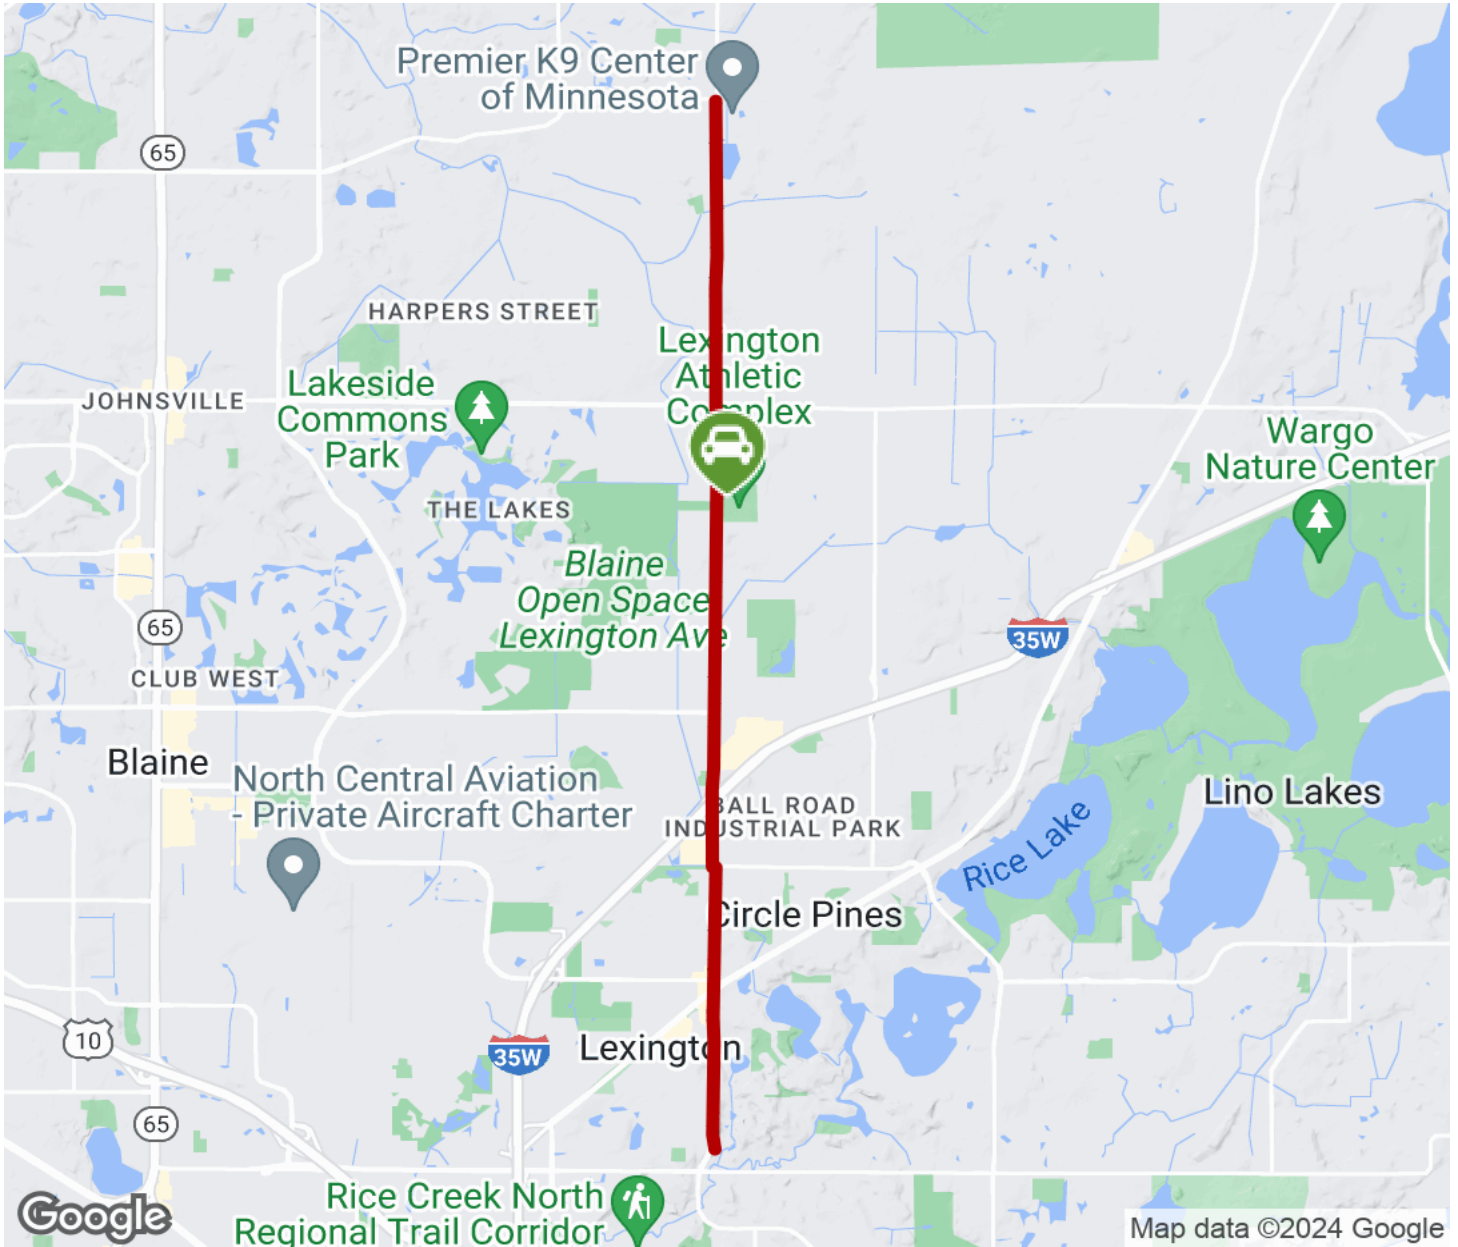 Premier K9 Center
of Minnesota
65
HARPERS STREET
Lexington
Athletic
Complex
Lakeside
Commons
Park
JOHNSVILLE
Wargo
Nature Center
THE LAKES
Blaine
Open Space
Lexington Ave
65
35W
CLUB WEST
Blaine
North Central Aviation
- Private Aircraft Charter
BALL ROAD
INDUSTRIAL PARK
Lino Lakes
Rice Lake
Circle Pines
10
35W
Lexington
65
Rice Creek North
Regional Trail Corridor
Google
Map data ©2024 Google